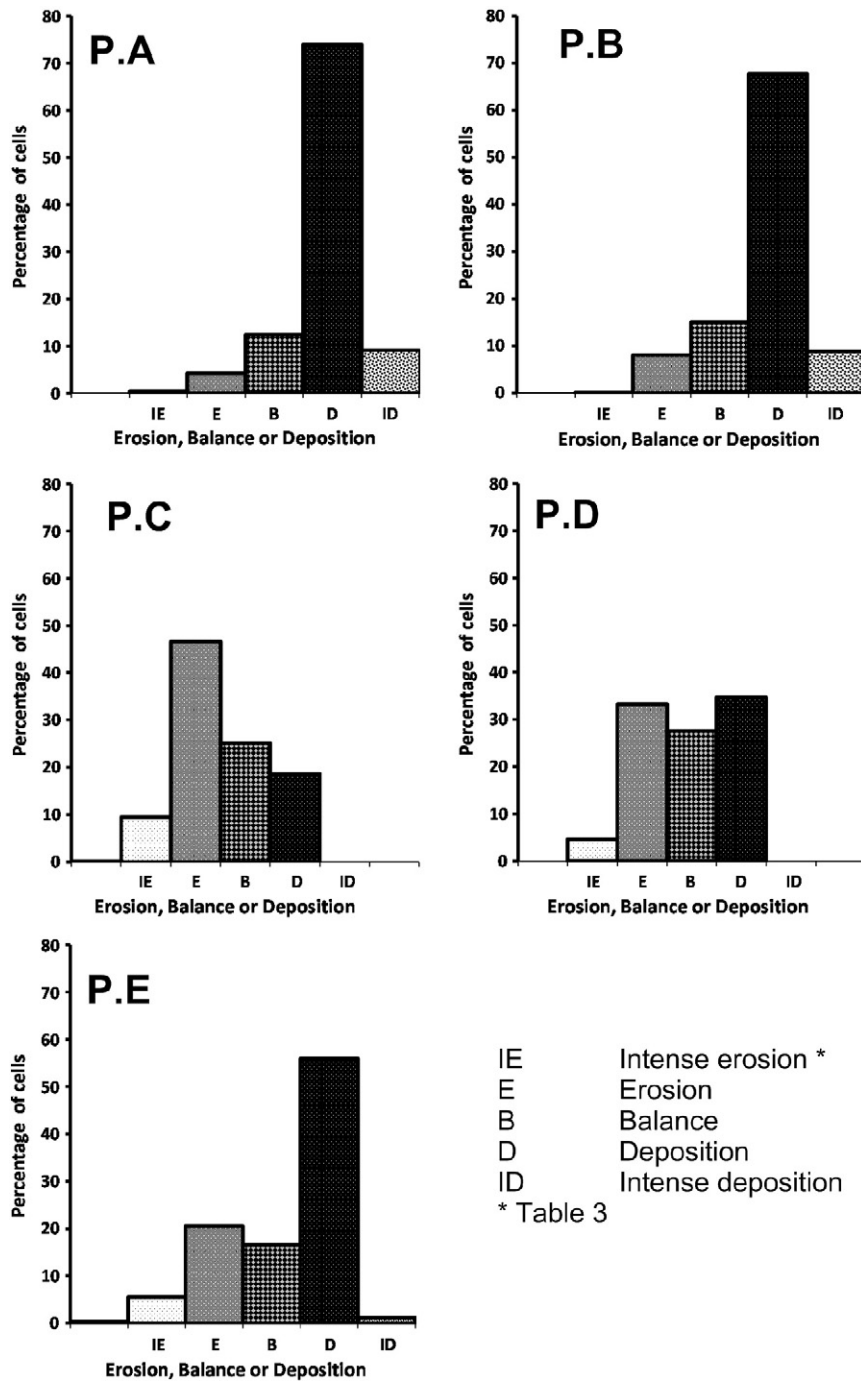 P.A
80
70
60
50
40
30
20
10
0
Percentage of cells
IE E B D ID
Erosion, Balance or Deposition
P.B
80
70
60
50
40
30
20
10
0
Percentage of cells
IE E B D ID
Erosion, Balance or Deposition
P.C
80
70
60
50
40
30
20
10
0
Percentage of cells
IE E B D ID
Erosion, Balance or Deposition
P.D
80
70
60
50
40
30
20
10
0
Percentage of cells
IE E B D ID
Erosion, Balance or Deposition
P.E
80
70
60
50
40
30
20
10
0
Percentage of cells
IE E B D ID
Erosion, Balance or Deposition
IE Intense erosion *
E Erosion
B Balance
D Deposition
ID Intense deposition
* Table 3